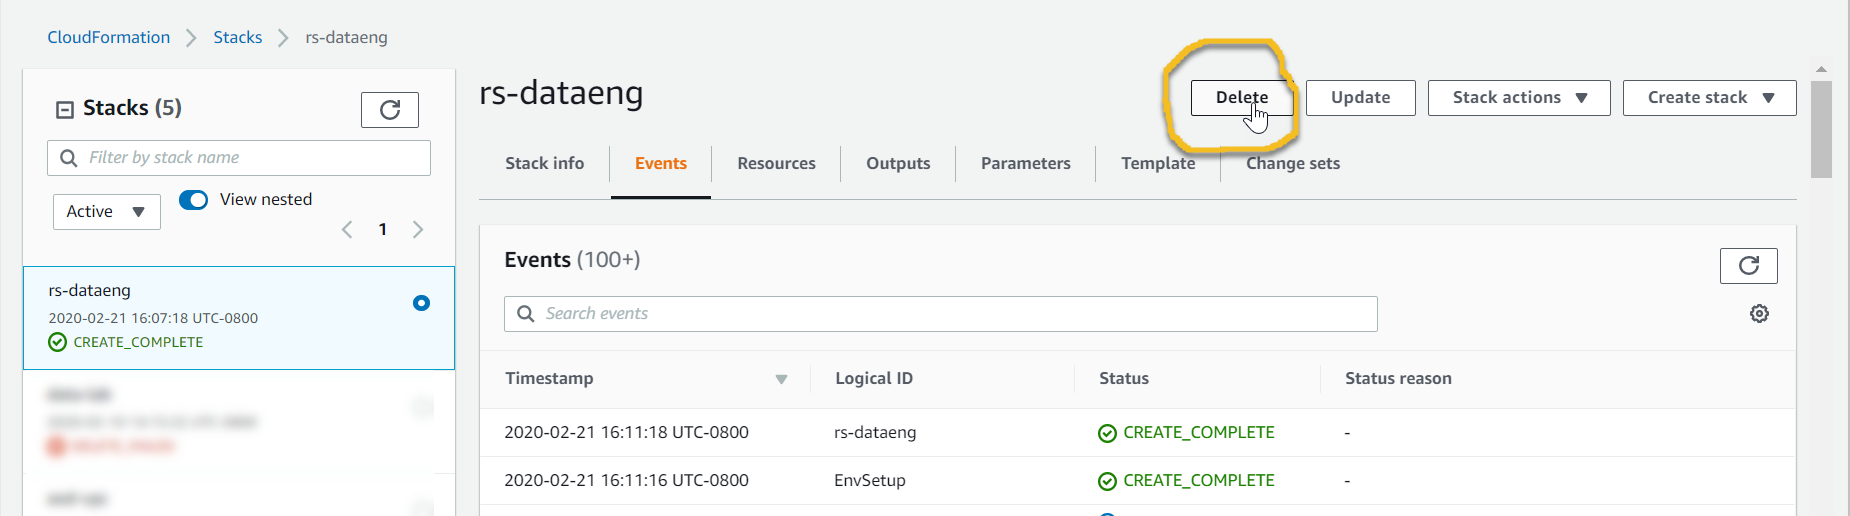 CloudFormation > Stacks > rs-dataeng
Stacks (5)
Filter by stack name
Active
View nested
1
rs-dataeng
2020-02-21 16:07:18 UTC-0800
CREATE_COMPLETE
rs-dataeng
Delete
Update
Stack actions
Create stack
Stack info
Events
Resources
Outputs
Parameters
Template
Change sets
Events (100+)
Search events
Timestamp Logical ID Status Status reason
2020-02-21 16:11:18 UTC-0800 rs-dataeng CREATE_COMPLETE -
2020-02-21 16:11:16 UTC-0800 EnvSetup CREATE_COMPLETE -